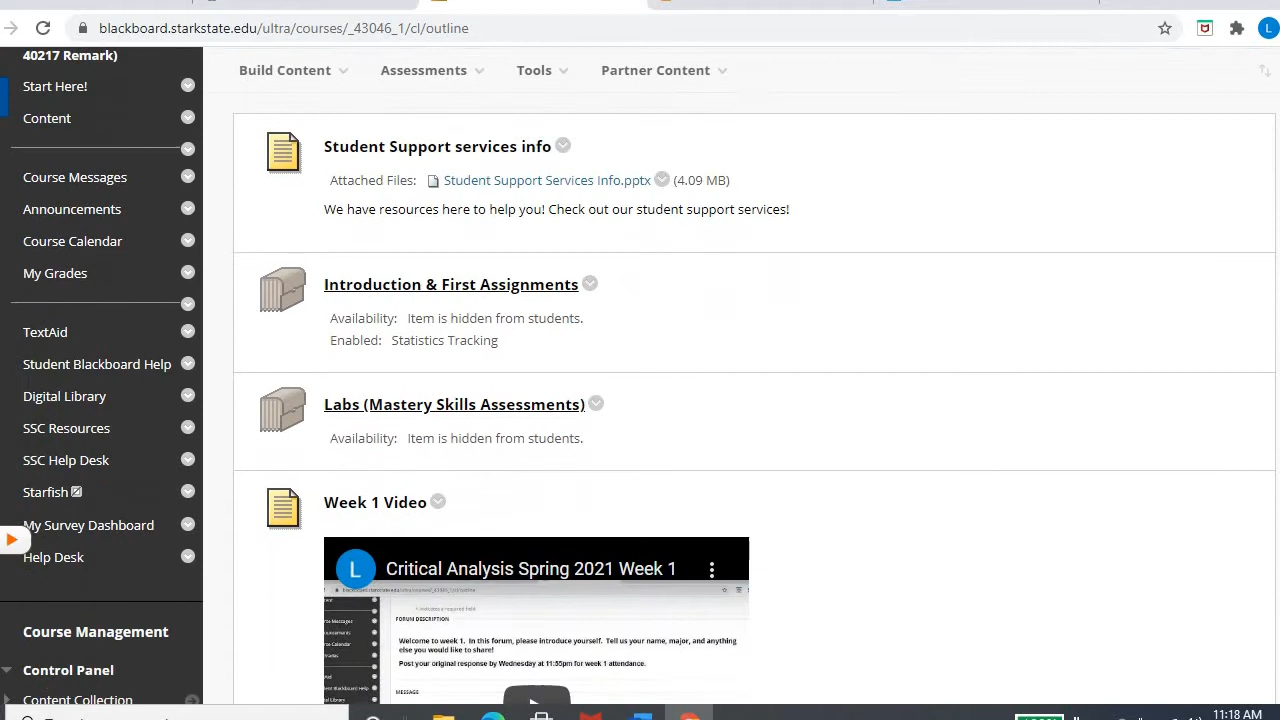 blackboard.starkstate.edu/ultra/courses/_43046_1/cl/outline
L
40217 Remark)
Start Here!
Content
Course Messages
Announcements
Course Calendar
My Grades
TextAid
Student Blackboard Help
Digital Library
SSC Resources
SSC Help Desk
Starfish
My Survey Dashboard
Help Desk
Course Management
Control Panel
Content Collection
Build Content
Assessments
Tools
Partner Content
Student Support services info
Attached Files: Student Support Services Info.pptx (4.09 MB)
We have resources here to help you! Check out our student support services!
Introduction & First Assignments
Availability: Item is hidden from students.
Enabled: Statistics Tracking
Labs (Mastery Skills Assessments)
Availability: Item is hidden from students.
Week 1 Video
L
Critical Analysis Spring 2021 Week 1
FORUM DESCRIPTION
Welcome to week 1. In this forum, please introduce yourself. Tell us your name, major, and anything
else you would like to share!
Post your original response by Wednesday at 11:55pm for week 1 attendance.
MESSAGE
11:18 AM